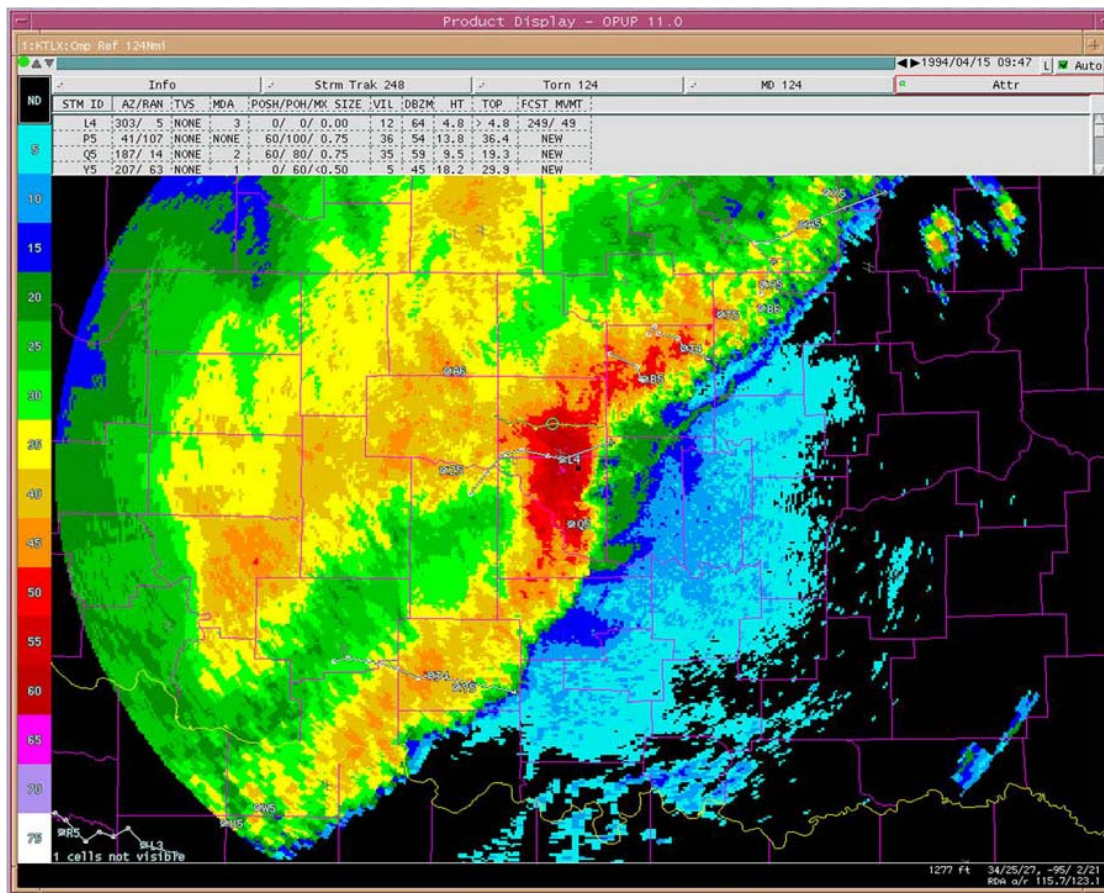 Product Display – OPUP 11.0
1:KTLX:Cmp Ref 124Nmi
1994/04/15 09:47 L Auto
Info Strm Trak 248 Torn 124 MD 124 Attr
ND
STM ID AZ/RAN TVS MDA POSH/POH/MX SIZE VIL DBZM HT TOP FCST MVMT
L4 303/ 5 NONE 3 0/ 0/ 0.00 12 64 4.8 > 4.8 249/ 49
P5 41/107 NONE NONE 60/100/ 0.75 36 54 13.8 36.4 NEW
Q5 187/ 14 NONE 2 60/ 80/ 0.75 35 59 9.5 19.3 NEW
Y5 207/ 63 NONE 1 0/ 60/<0.50 5 45 18.2 29.9 NEW
5
10
15
20
25
30
35
40
45
50
55
60
65
70
75
B6
A6
B5
L4
Q5
Y5
W5
R5
L3
1 cells not visible
1277 ft 34/25/27, -95/ 2/21
RDA a/r 115.7/123.1